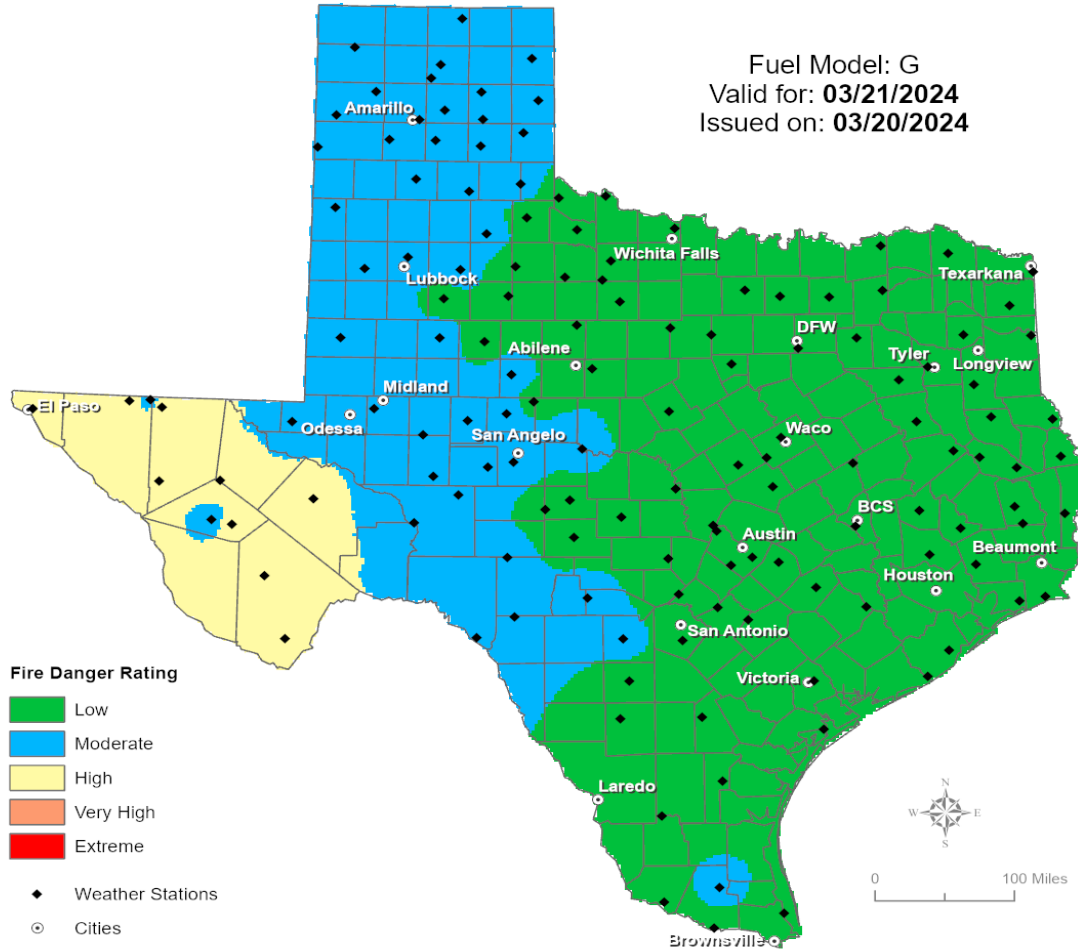 Fuel Model: G
Valid for: 03/21/2024
Issued on: 03/20/2024
Amarillo
Wichita Falls
Lubbock
Texarkana
DFW
Abilene
Tyler
Longview
Midland
El Paso
Odessa
San Angelo
Waco
BCS
Austin
Beaumont
Houston
San Antonio
Victoria
Laredo
Brownsville
Fire Danger Rating
Low
Moderate
High
Very High
Extreme
Weather Stations
Cities
N
W E
S
0 100 Miles